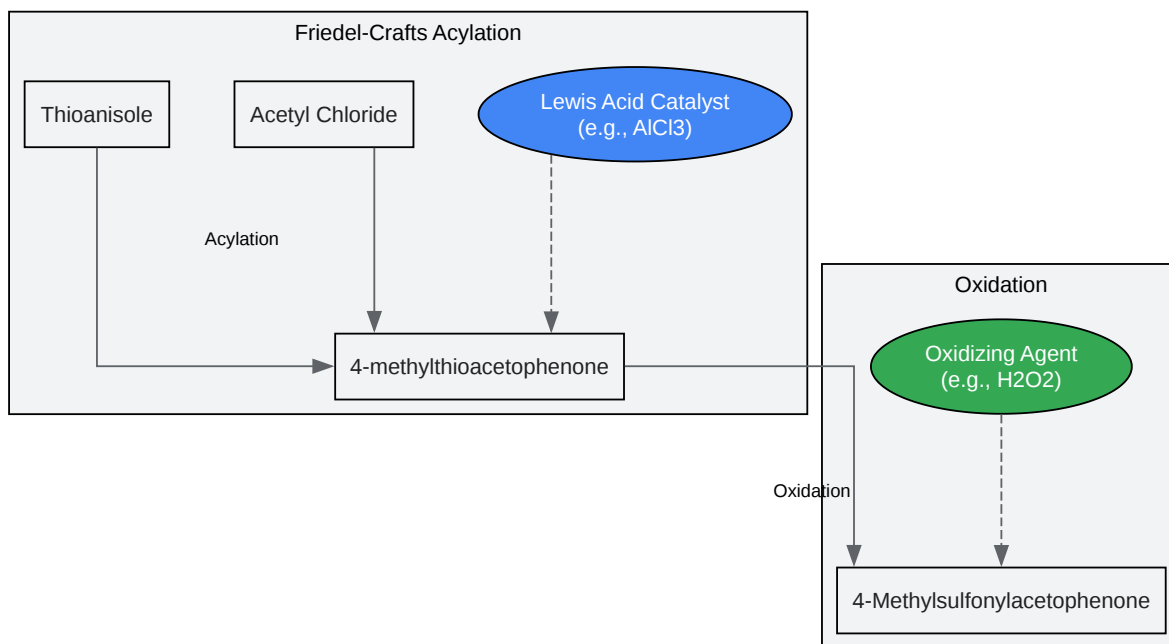 Friedel-Crafts Acylation
Thioanisole
Acetyl Chloride
Lewis Acid Catalyst
(e.g., AlCl3)
Acylation
4-methylthioacetophenone
Oxidation
Oxidizing Agent
(e.g., H2O2)
Oxidation
4-Methylsulfonylacetophenone